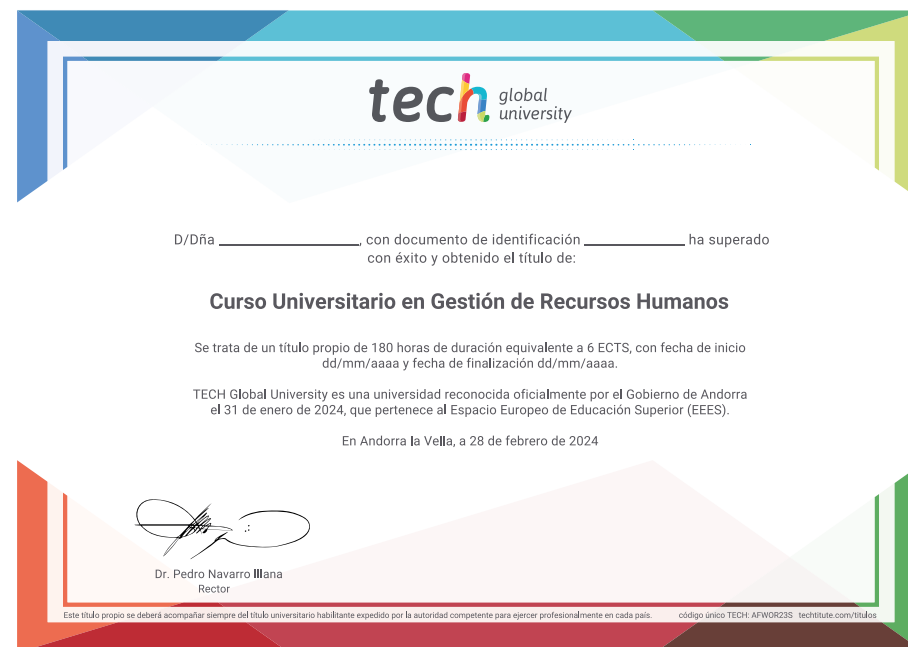 tech global
university
D/Dña ____________________, con documento de identificación ______________ ha superado
con éxito y obtenido el título de:
Curso Universitario en Gestión de Recursos Humanos
Se trata de un título propio de 180 horas de duración equivalente a 6 ECTS, con fecha de inicio
dd/mm/aaaa y fecha de finalización dd/mm/aaaa.
TECH Global University es una universidad reconocida oficialmente por el Gobierno de Andorra
el 31 de enero de 2024, que pertenece al Espacio Europeo de Educación Superior (EEES).
En Andorra la Vella, a 28 de febrero de 2024
Dr. Pedro Navarro Illana
Rector
Este título propio se deberá acompañar siempre del título universitario habilitante expedido por la autoridad competente para ejercer profesionalmente en cada país. código único TECH: AFWOR23S techtitute.com/titulos